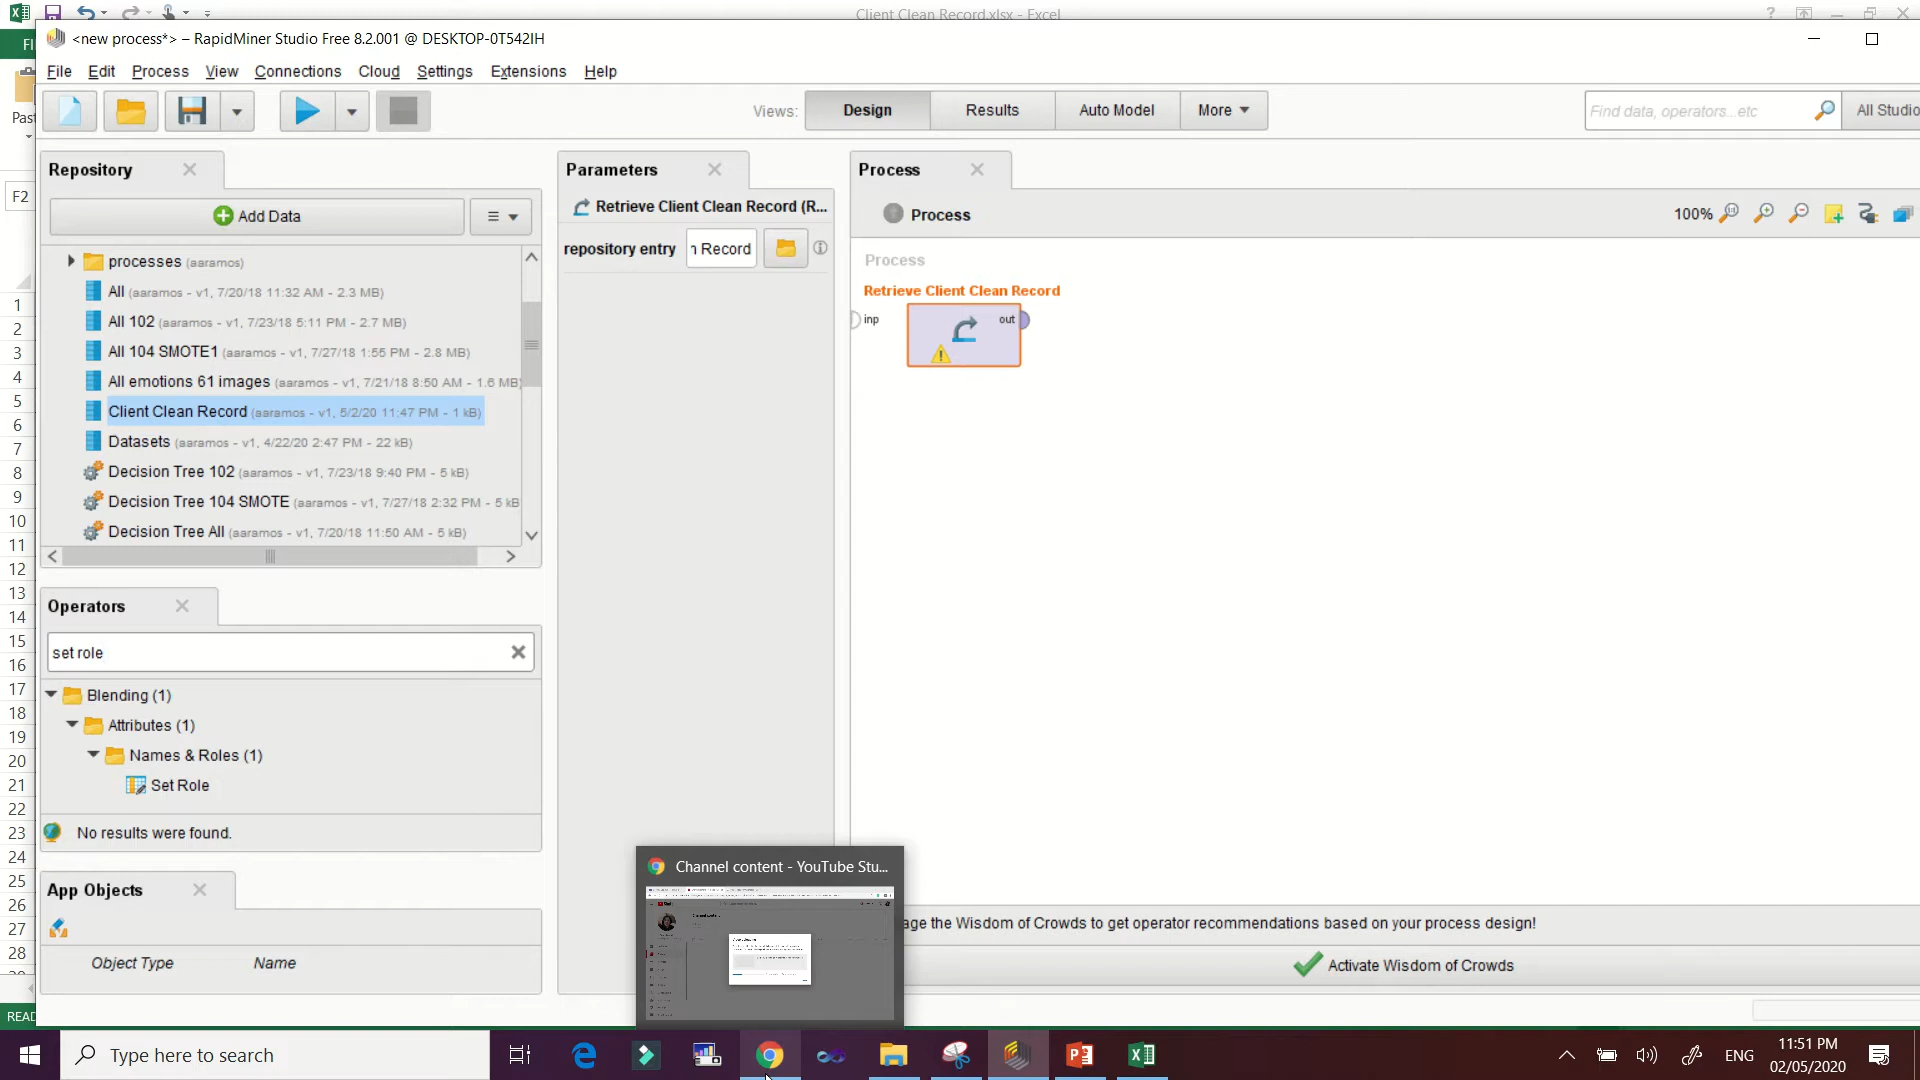 Client Clean Record.xlsx - Excel
<new process*> – RapidMiner Studio Free 8.2.001 @ DESKTOP-0T542IH
FI
File Edit Process View Connections Cloud Settings Extensions Help
Past
Views: Design Results Auto Model More
Find data, operators...etc
All Studio
Repository
Parameters
Process
F2
Add Data
Retrieve Client Clean Record (R...
Process
100%
repository entry
n Record
processes (aaramos)
Process
All (aaramos - v1, 7/20/18 11:32 AM - 2.3 MB)
Retrieve Client Clean Record
All 102 (aaramos - v1, 7/23/18 5:11 PM - 2.7 MB)
inp
out
All 104 SMOTE1 (aaramos - v1, 7/27/18 1:55 PM - 2.8 MB)
All emotions 61 images (aaramos - v1, 7/21/18 8:50 AM - 1.6 MB)
Client Clean Record (aaramos - v1, 5/2/20 11:47 PM - 1 kB)
Datasets (aaramos - v1, 4/22/20 2:47 PM - 22 kB)
Decision Tree 102 (aaramos - v1, 7/23/18 9:40 PM - 5 kB)
Decision Tree 104 SMOTE (aaramos - v1, 7/27/18 2:32 PM - 5 kB
Decision Tree All (aaramos - v1, 7/20/18 11:50 AM - 5 kB)
1
2
3
4
5
6
7
8
9
10
11
12
13
14
15
16
17
18
19
20
21
22
23
24
25
26
27
28
Operators
set role
Blending (1)
Attributes (1)
Names & Roles (1)
Set Role
No results were found.
App Objects
Object Type Name
Channel content - YouTube Stu...
age the Wisdom of Crowds to get operator recommendations based on your process design!
Activate Wisdom of Crowds
READ
Type here to search
ENG
11:51 PM
02/05/2020